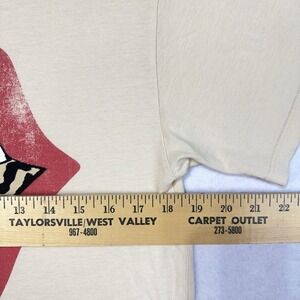 13 14 15 16 17 18 19 20 21 22
TAYLORSVILLE/WEST VALLEY CARPET OUTLET
967-4800 273-5800